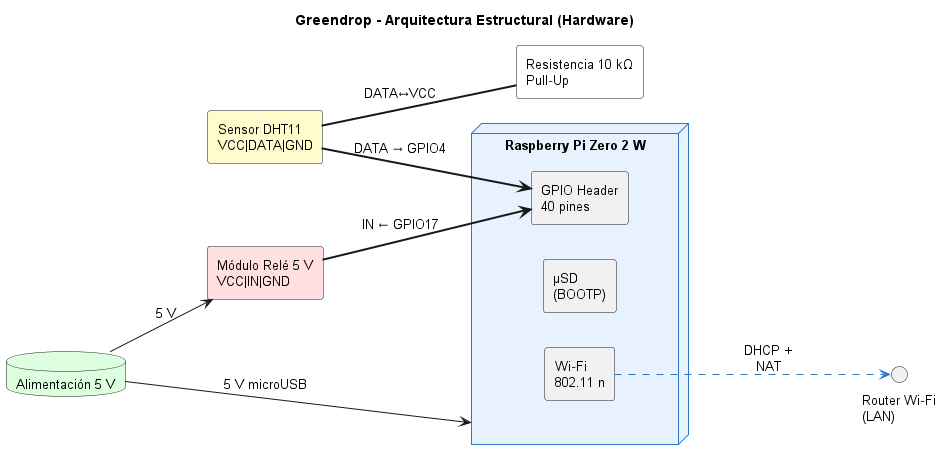 Greendrop - Arquitectura Estructural (Hardware)
Resistencia 10 kΩ
Pull-Up
DATA↔VCC
Sensor DHT11
VCC|DATA|GND
DATA → GPIO4
Raspberry Pi Zero 2 W
GPIO Header
40 pines
IN ← GPIO17
Módulo Relé 5 V
VCC|IN|GND
µSD
(BOOTP)
5 V
Alimentación 5 V
5 V microUSB
Wi-Fi
802.11 n
DHCP +
NAT
Router Wi-Fi
(LAN)